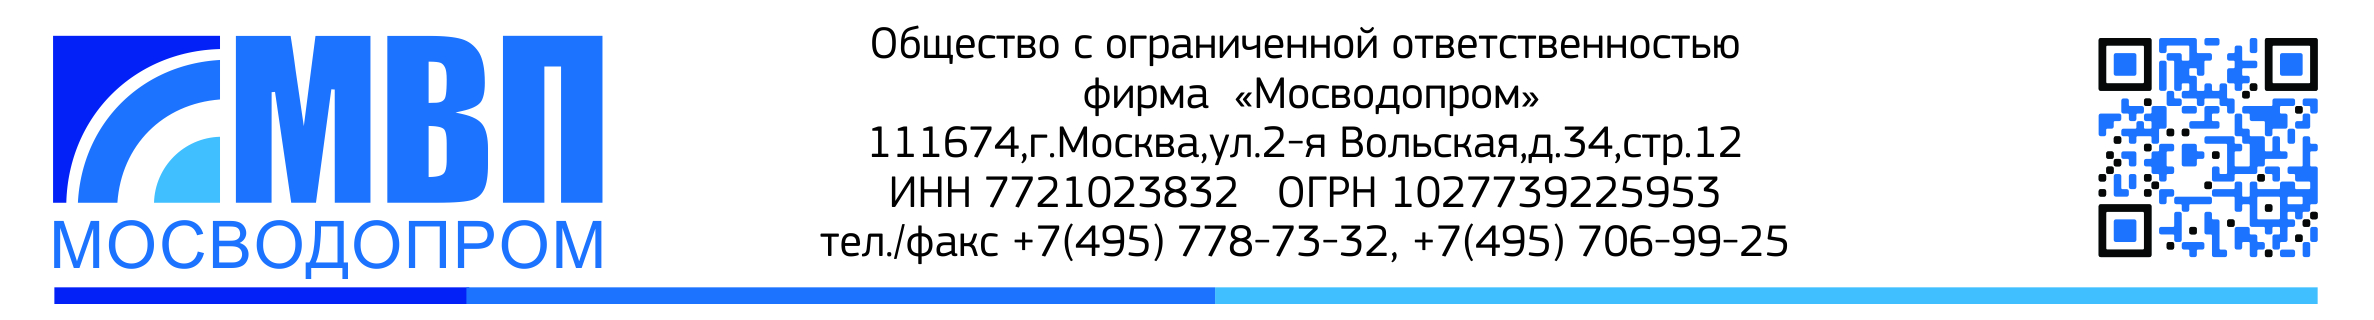 МВП
МОСВОДОПРОМ
Общество с ограниченной ответственностью
фирма «Мосводопром»
111674,г.Москва,ул.2-я Вольская,д.34,стр.12
ИНН 7721023832 ОГРН 1027739225953
тел./факс +7(495) 778-73-32, +7(495) 706-99-25